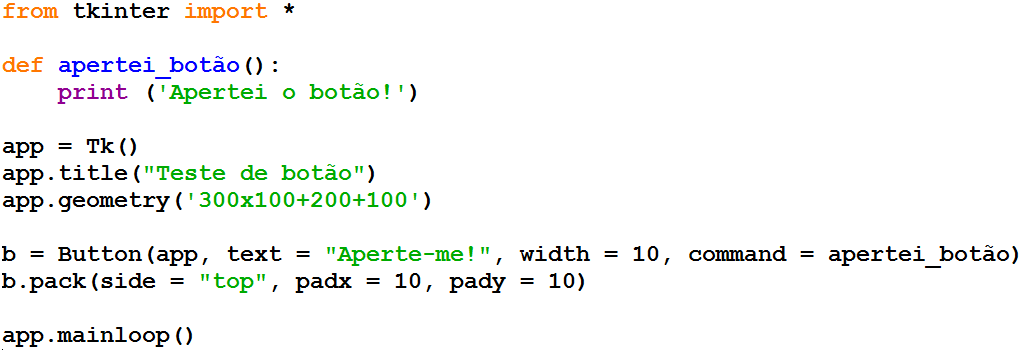 from tkinter import *
def apertei_botão():
    print ('Apertei o botão!')
app = Tk()
app.title("Teste de botão")
app.geometry('300x100+200+100')
b = Button(app, text = "Aperte-me!", width = 10, command = apertei_botão)
b.pack(side = "top", padx = 10, pady = 10)
app.mainloop()